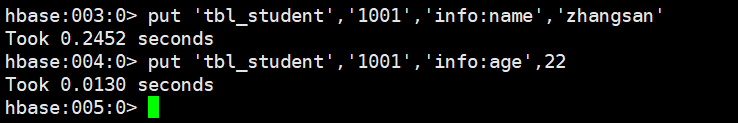 hbase:003:0> put 'tbl_student','1001','info:name','zhangsan'
Took 0.2452 seconds
hbase:004:0> put 'tbl_student','1001','info:age',22
Took 0.0130 seconds
hbase:005:0>